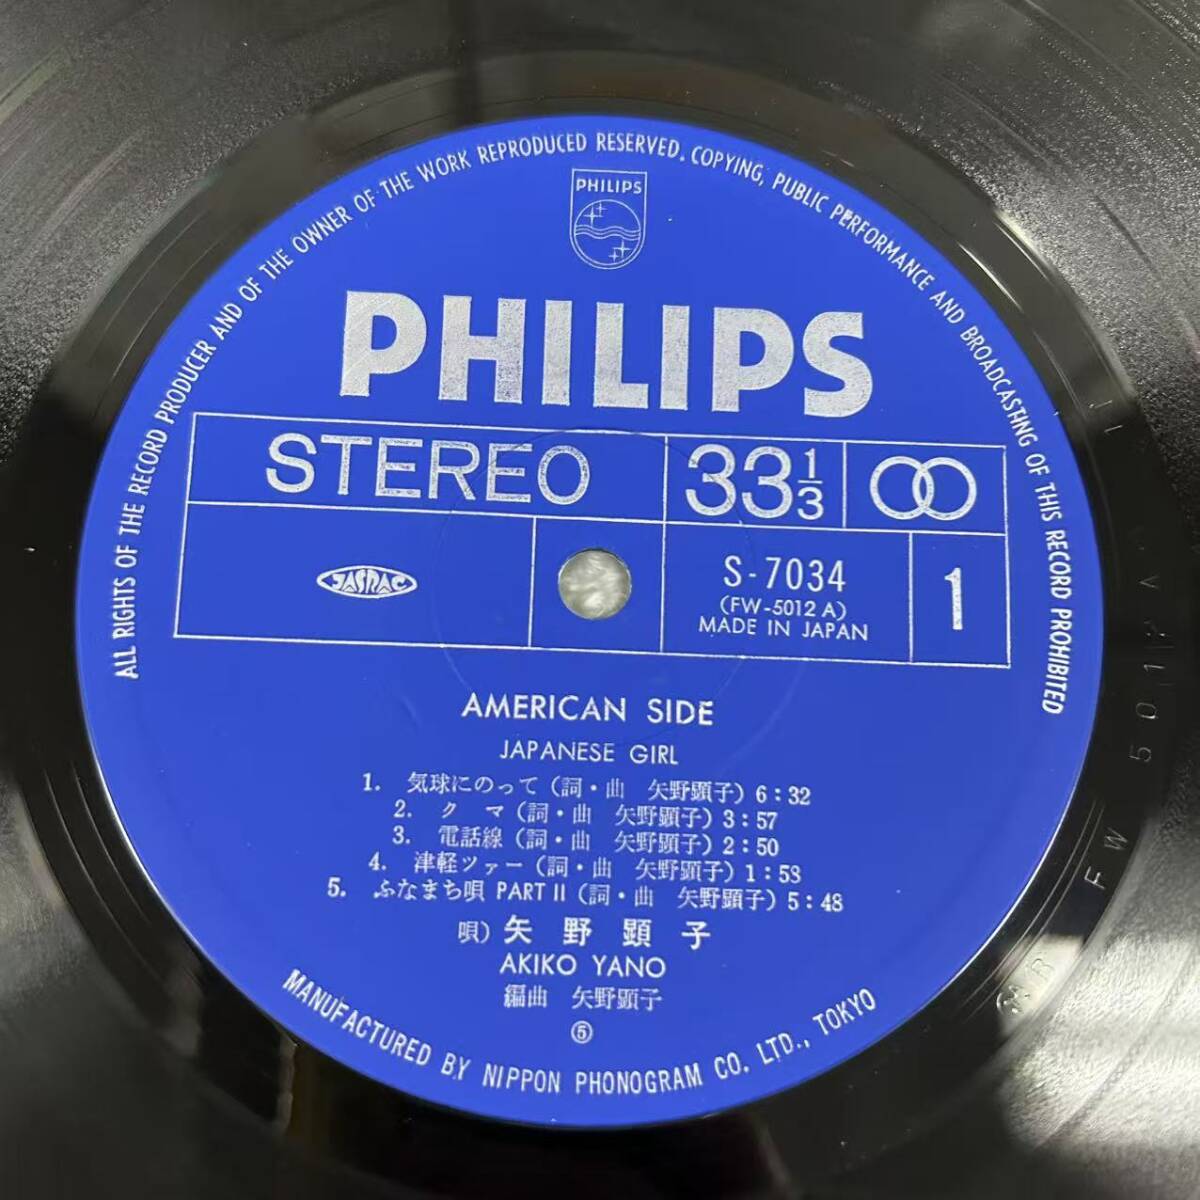 ALL RIGHTS OF THE RECORD PRODUCER AND OF THE OWNER OF THE WORK REPRODUCED RESERVED. COPYING, PUBLIC PERFORMANCE AND BROADCASTING OF THIS RECORD PROHIBITED
PHILIPS
PHILIPS
STEREO 33 1/3
JASRAC
S-7034
(FW-5012 A)
MADE IN JAPAN
1
AMERICAN SIDE
JAPANESE GIRL
1. 気球にのって (詞・曲 矢野顕子) 6:32
2. クマ (詞・曲 矢野顕子) 3:57
3. 電話線 (詞・曲 矢野顕子) 2:50
4. 津軽ツァー (詞・曲 矢野顕子) 1:53
5. ふなまち唄 PART II (詞・曲 矢野顕子) 5:48
唄) 矢野顕子
AKIKO YANO
編曲 矢野顕子
⑤
MANUFACTURED BY NIPPON PHONOGRAM CO. LTD., TOKYO
FW 5012 A